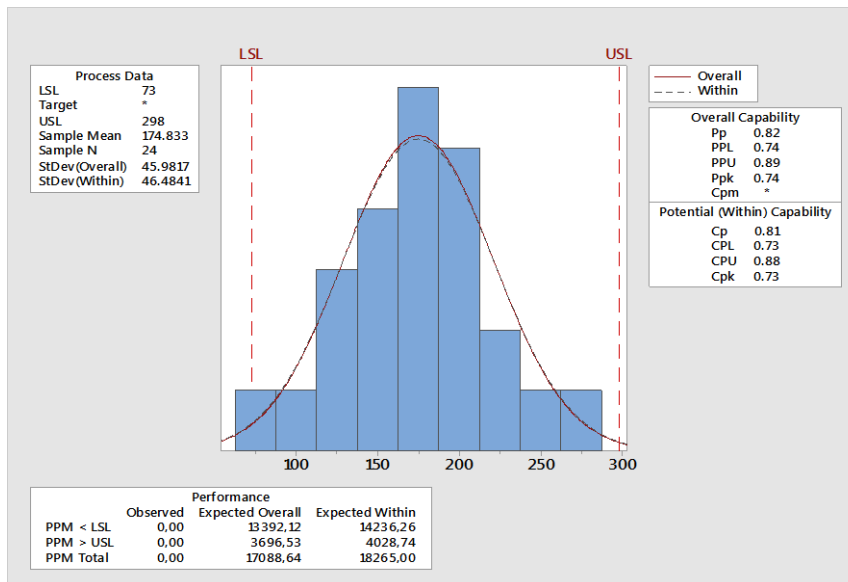 LSL USL
Process Data
LSL 73
Target *
USL 298
Sample Mean 174.833
Sample N 24
StDev(Overall) 45.9817
StDev(Within) 46.4841
Overall
Within
Overall Capability
Pp 0.82
PPL 0.74
PPU 0.89
Ppk 0.74
Cpm *
Potential (Within) Capability
Cp 0.81
CPL 0.73
CPU 0.88
Cpk 0.73
100 150 200 250 300
Performance
Observed Expected Overall Expected Within
PPM < LSL 0,00 13392,12 14236,26
PPM > USL 0,00 3696,53 4028,74
PPM Total 0,00 17088,64 18265,00